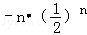 - n• (1/2) n